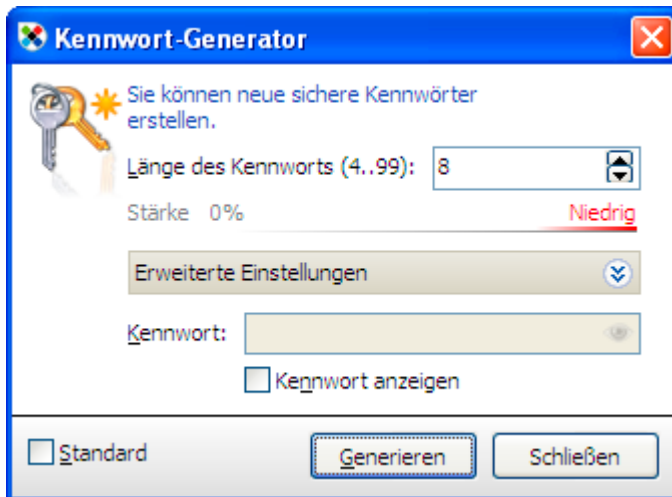 Kennwort-Generator
Sie können neue sichere Kennwörter
erstellen.
Länge des Kennworts (4..99): 8
Stärke 0% Niedrig
Erweiterte Einstellungen
Kennwort:
Kennwort anzeigen
Standard Generieren Schließen